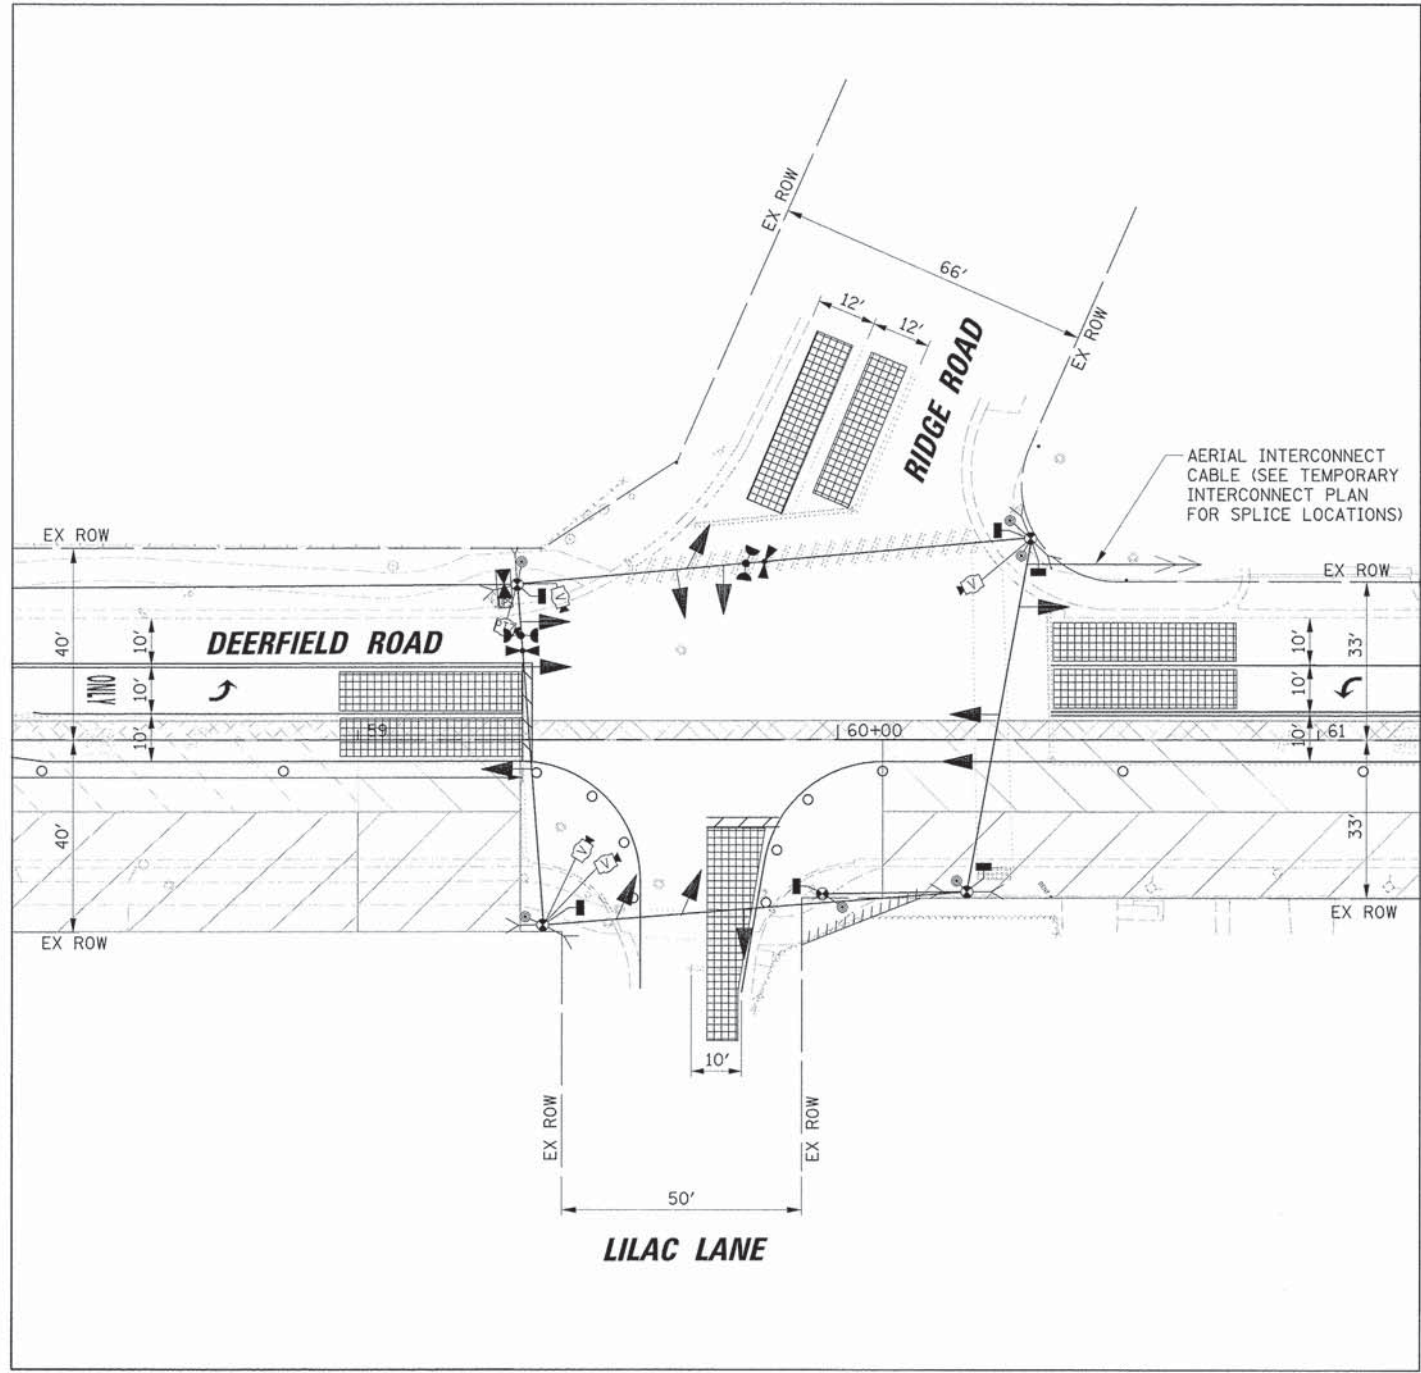 EX ROW
66'
EX ROW
12'
12'
RIDGE ROAD
AERIAL INTERCONNECT
CABLE (SEE TEMPORARY
INTERCONNECT PLAN
FOR SPLICE LOCATIONS)
EX ROW
EX ROW
V
V
PT
40'
10'
DEERFIELD ROAD
10'
33'
ONLY
10'
10'
10'
59
60+00
10'
61
40'
33'
V
V
EX ROW
EX ROW
10'
EX ROW
EX ROW
50'
LILAC LANE